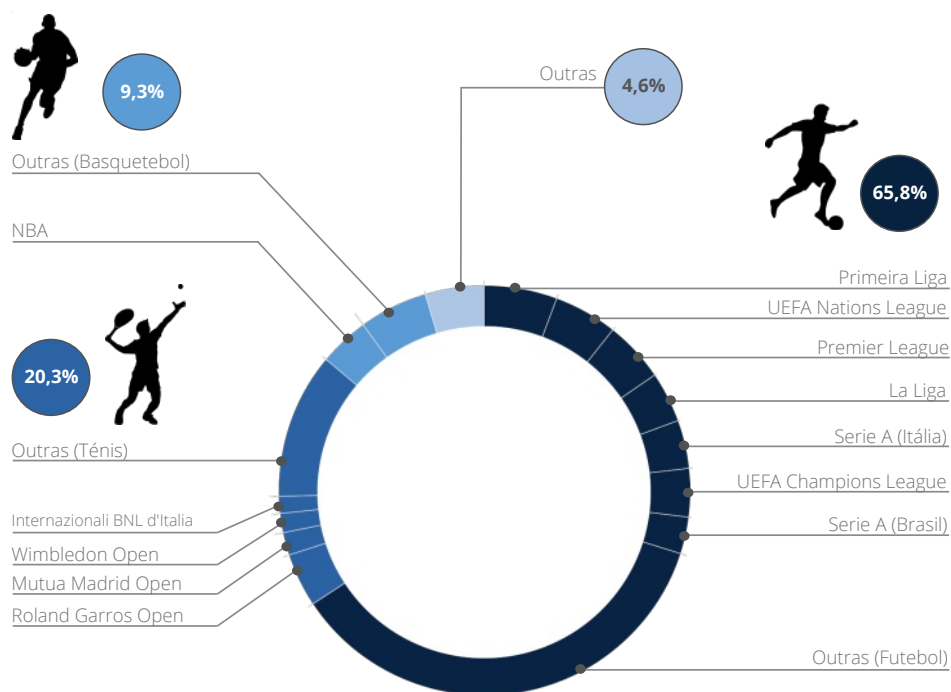 9,3%
Outras
4,6%
65,8%
Outras (Basquetebol)
NBA
20,3%
Outras (Ténis)
Internazionali BNL d'Italia
Wimbledon Open
Mutua Madrid Open
Roland Garros Open
Primeira Liga
UEFA Nations League
Premier League
La Liga
Serie A (Itália)
UEFA Champions League
Serie A (Brasil)
Outras (Futebol)